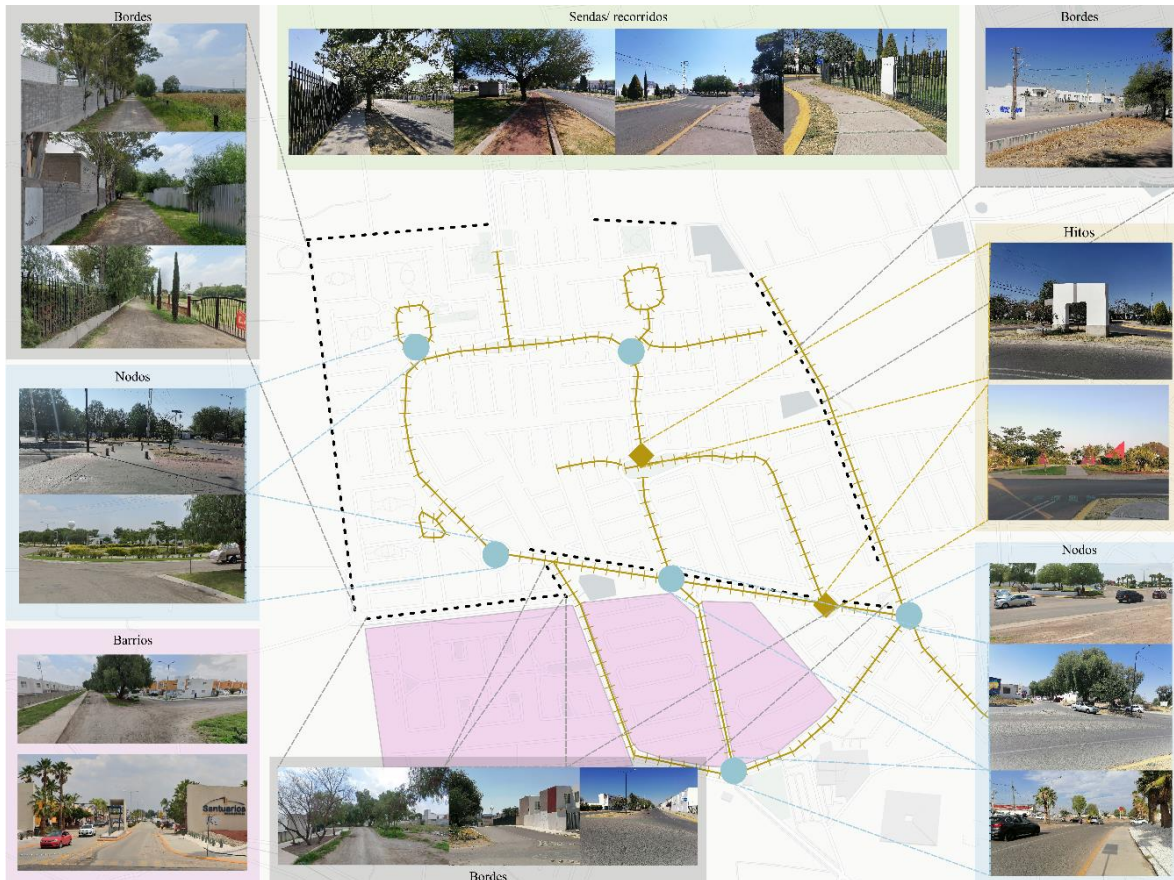 Bordes
Sendas/ recorridos
Bordes
Hitos
Nodos
Nodos
Barrios
Santuarios
Bordes